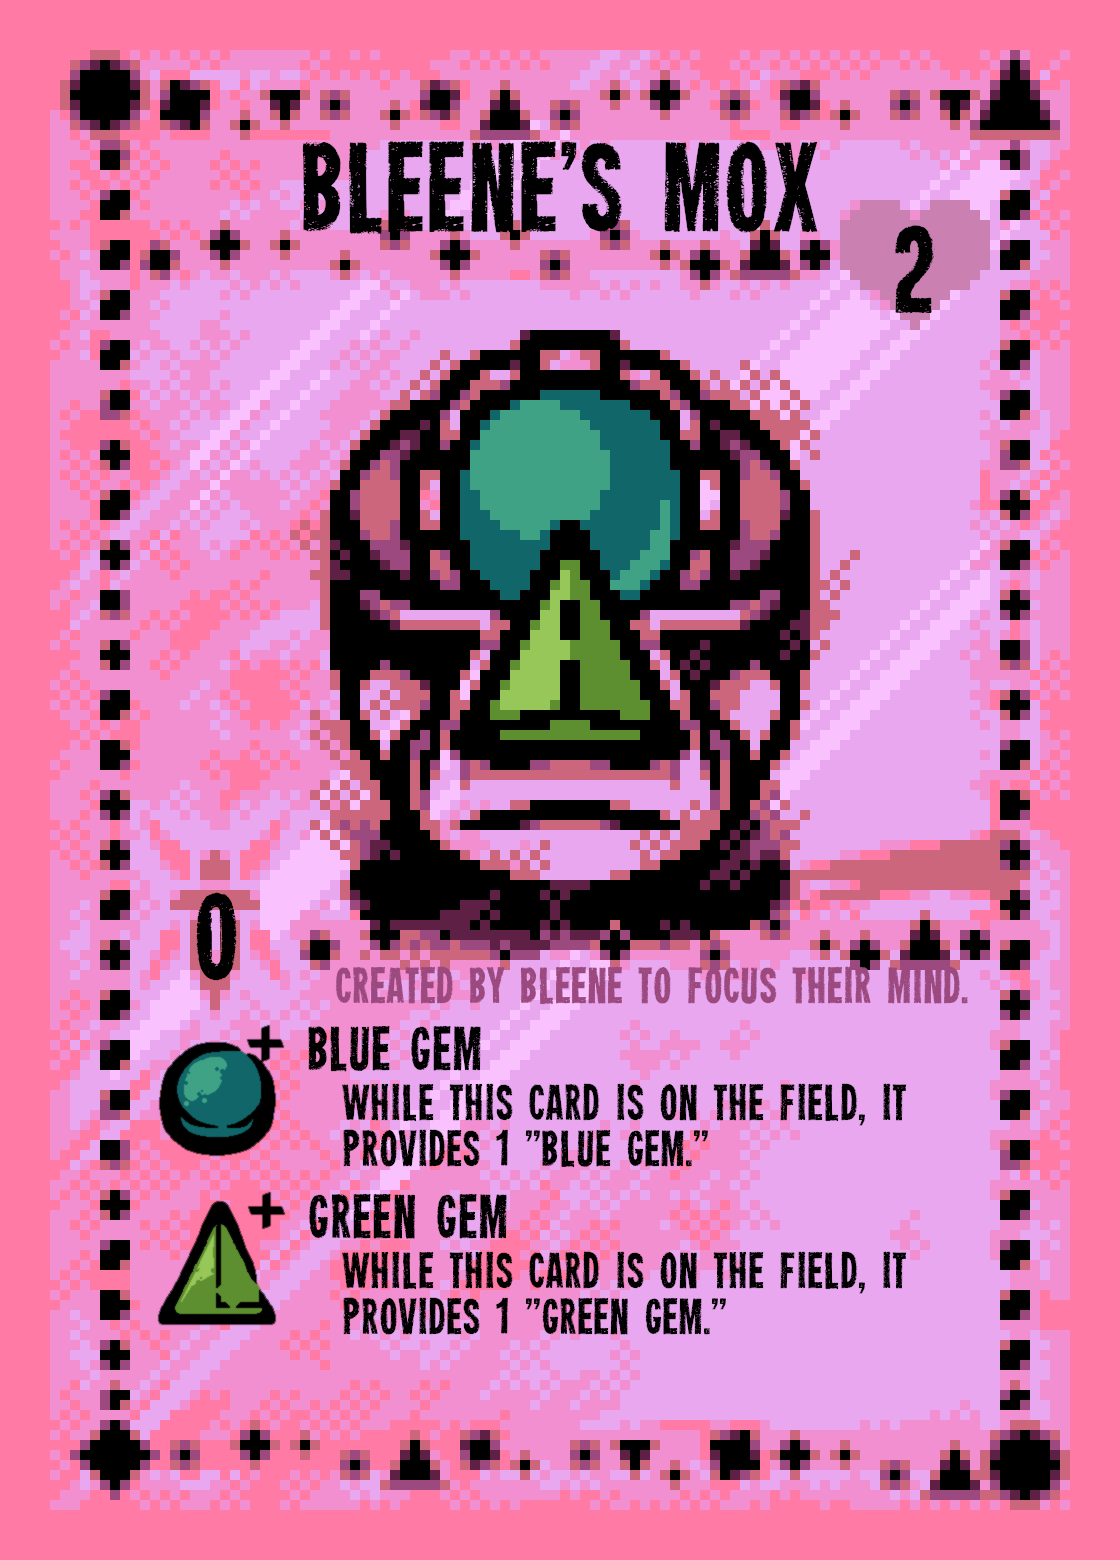 BLEENE'S MOX
2
0
CREATED BY BLEENE TO FOCUS THEIR MIND.
BLUE GEM
WHILE THIS CARD IS ON THE FIELD, IT
PROVIDES 1 "BLUE GEM."
GREEN GEM
WHILE THIS CARD IS ON THE FIELD, IT
PROVIDES 1 "GREEN GEM."